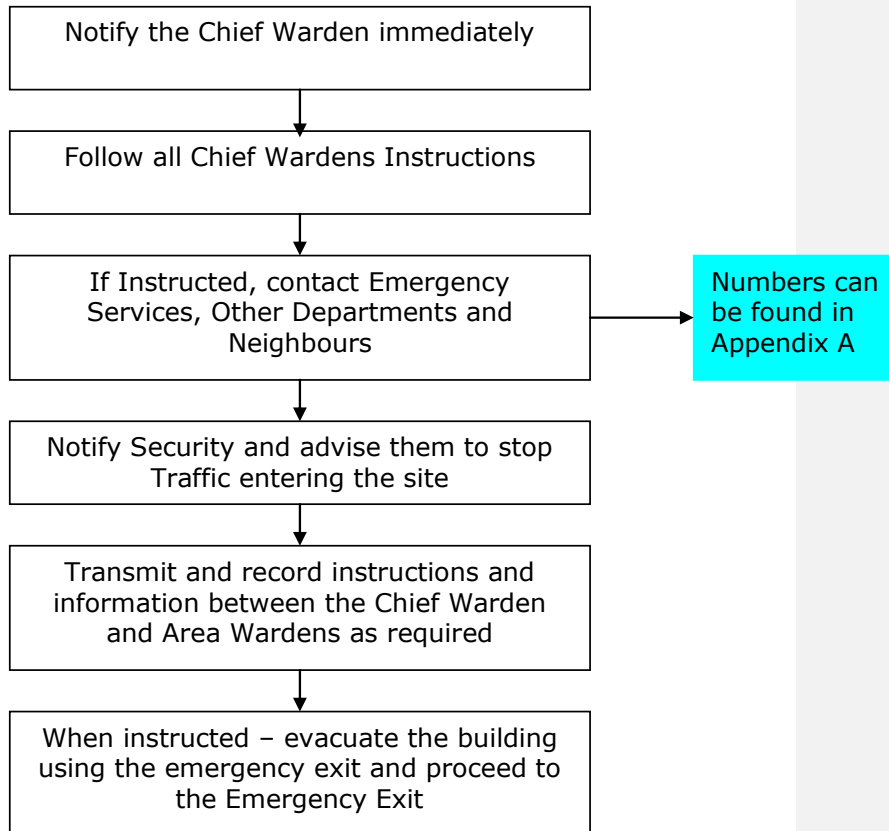 Notify the Chief Warden immediately
Follow all Chief Wardens Instructions
If Instructed, contact Emergency
Services, Other Departments and
Neighbours
Numbers can
be found in
Appendix A
Notify Security and advise them to stop
Traffic entering the site
Transmit and record instructions and
information between the Chief Warden
and Area Wardens as required
When instructed – evacuate the building
using the emergency exit and proceed to
the Emergency Exit